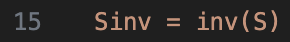 15    Sinv = inv(S)